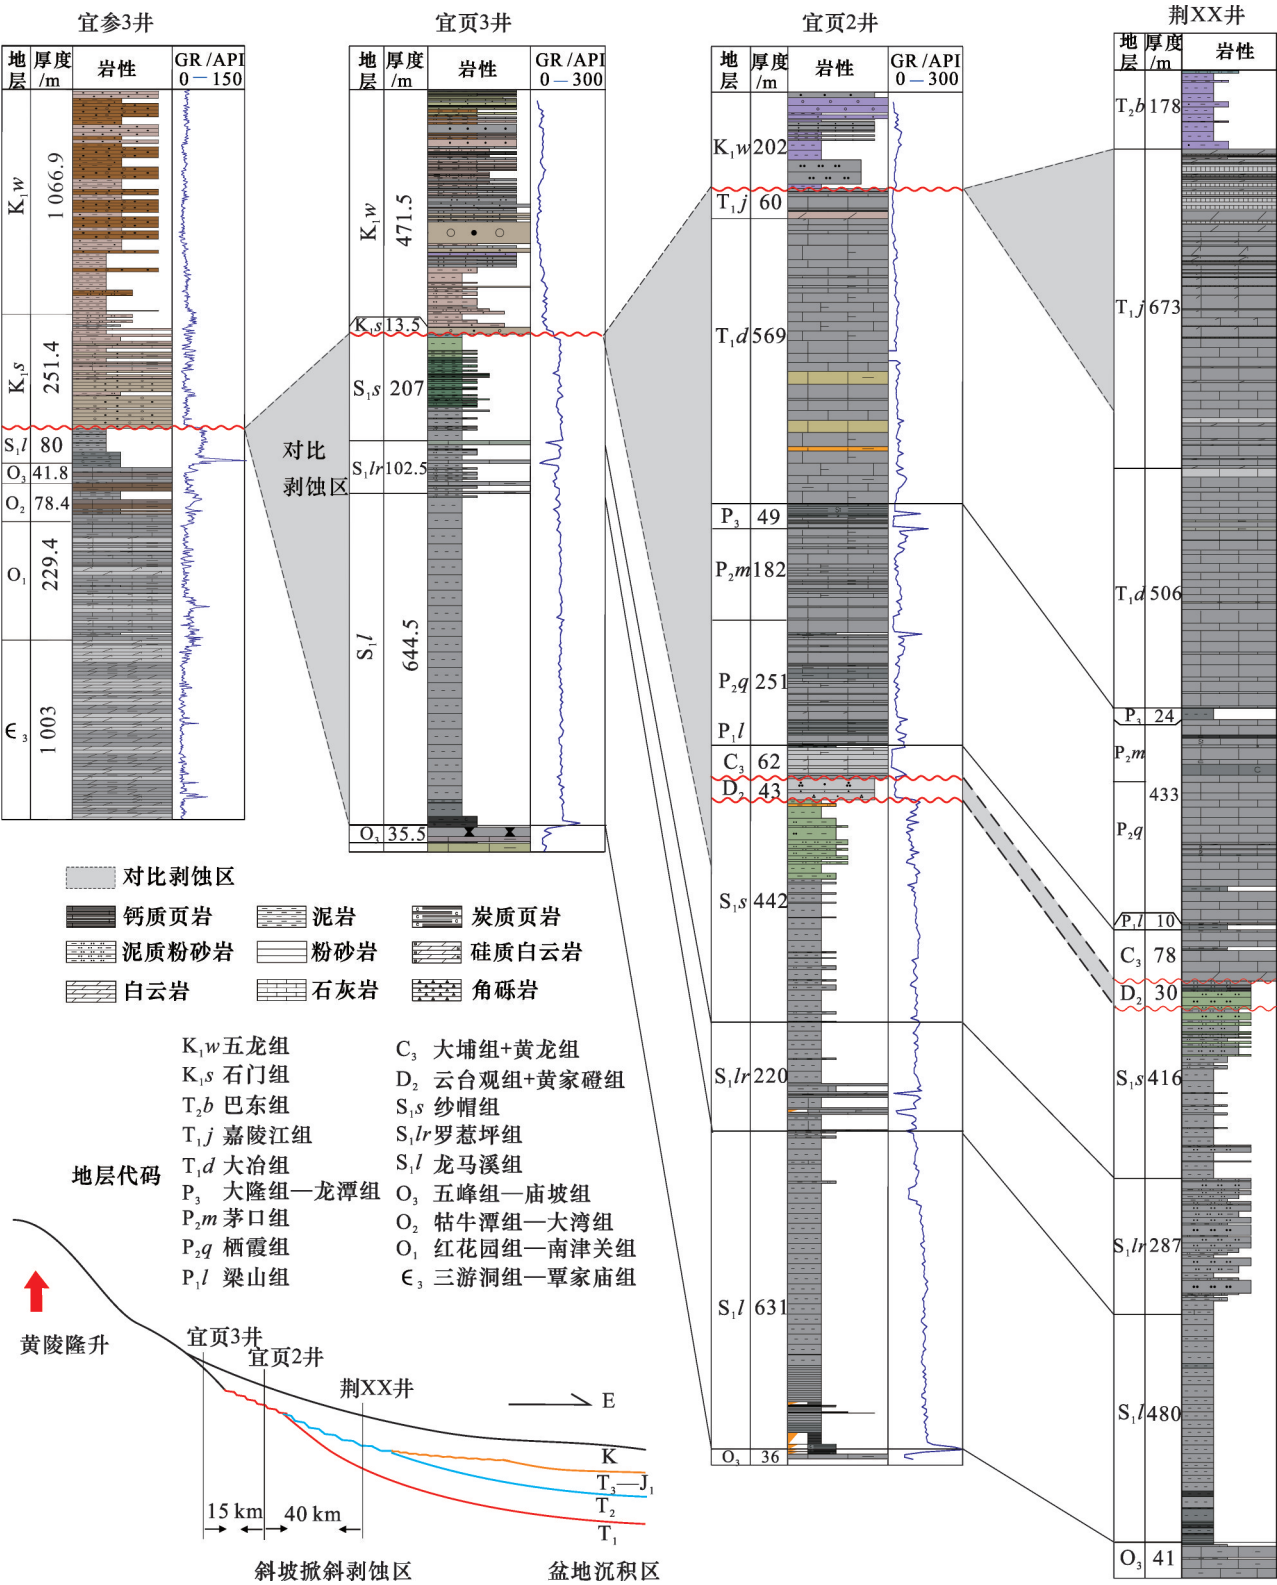 宜参3井
地层
厚度/m
岩性
GR /API
0 — 150
K₁w
1 066.9
K₁s
251.4
S₁l
80
O₃
41.8
O₂
78.4
O₁
229.4
Є₃
1 003
宜页3井
地层
厚度/m
岩性
GR /API
0 — 300
K₁w
471.5
K₁s
13.5
S₁s
207
S₁lr
102.5
S₁l
644.5
O₃
35.5
对比
剥蚀区
宜页2井
地层
厚度/m
岩性
GR /API
0 — 300
K₁w
202
T₁j
60
T₁d
569
P₃
49
P₂m
182
P₂q
251
P₁l
C₃
62
D₂
43
S₁s
442
S₁lr
220
S₁l
631
O₃
36
荆XX井
地层
厚度/m
岩性
T₂b
178
T₁j
673
T₁d
506
P₃
24
P₂m
433
P₂q
P₁l
10
C₃
78
D₂
30
S₁s
416
S₁lr
287
S₁l
480
O₃
41
对比剥蚀区
钙质页岩
泥岩
炭质页岩
泥质粉砂岩
粉砂岩
硅质白云岩
白云岩
石灰岩
角砾岩
地层代码
K₁w 五龙组
K₁s 石门组
T₂b 巴东组
T₁j 嘉陵江组
T₁d 大冶组
P₃ 大隆组—龙潭组
P₂m 茅口组
P₂q 栖霞组
P₁l 梁山组
C₃ 大埔组+黄龙组
D₂ 云台观组+黄家磴组
S₁s 纱帽组
S₁lr 罗惹坪组
S₁l 龙马溪组
O₃ 五峰组—庙坡组
O₂ 牯牛潭组—大湾组
O₁ 红花园组—南津关组
Є₃ 三游洞组—覃家庙组
黄陵隆升
宜页3井
宜页2井
荆XX井
E
K
T₃—J₁
T₂
T₁
15 km
40 km
斜坡掀斜剥蚀区
盆地沉积区